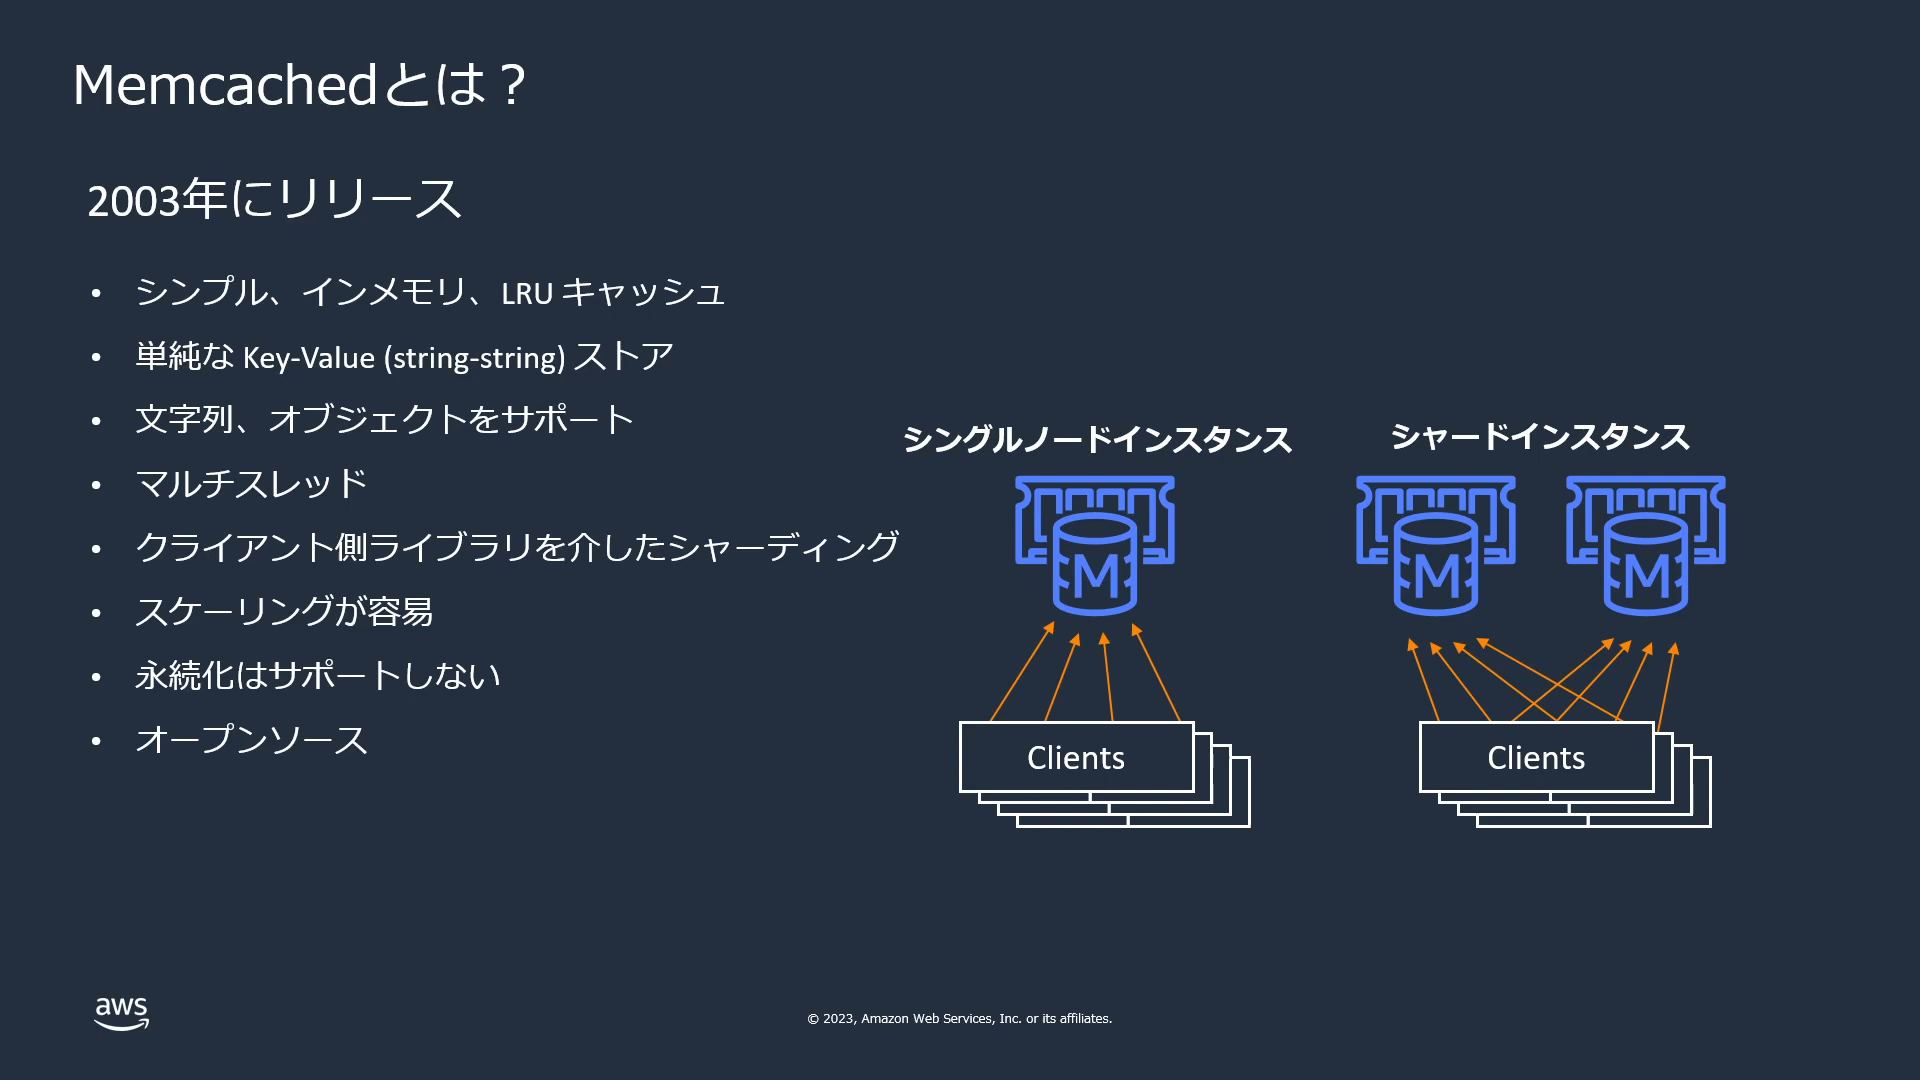 Memcachedとは？
2003年にリリース
• シンプル、インメモリ、LRU キャッシュ
• 単純な Key-Value (string-string) ストア
• 文字列、オブジェクトをサポート
• マルチスレッド
• クライアント側ライブラリを介したシャーディング
• スケーリングが容易
• 永続化はサポートしない
• オープンソース
シングルノードインスタンス
M
Clients
シャードインスタンス
M
M
Clients
aws
© 2023, Amazon Web Services, Inc. or its affiliates.